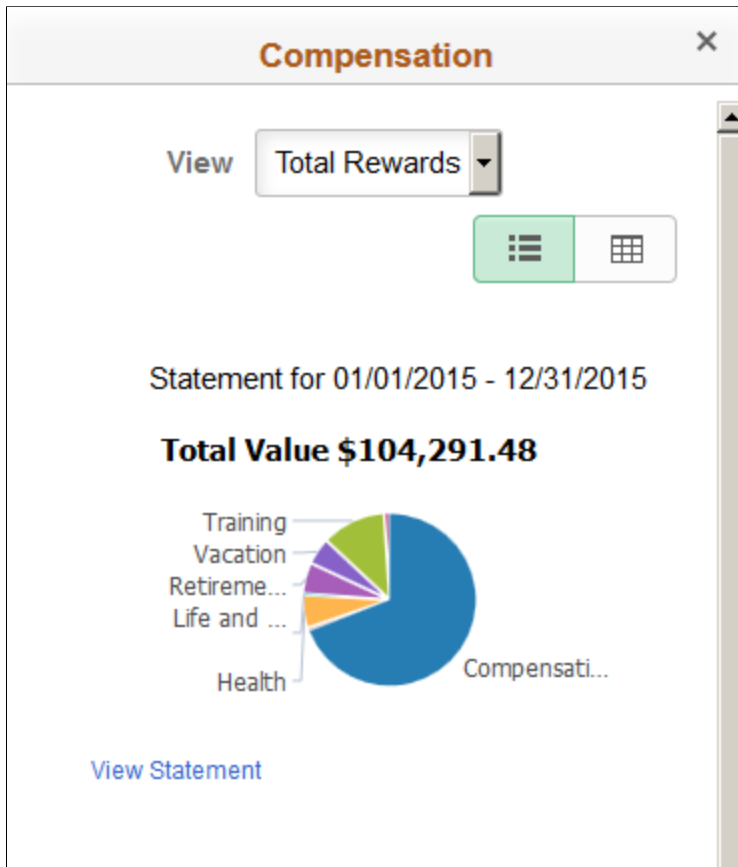 Compensation
View Total Rewards
Statement for 01/01/2015 - 12/31/2015
Total Value $104,291.48
Training
Vacation
Retireme...
Life and ...
Health
Compensati...
View Statement